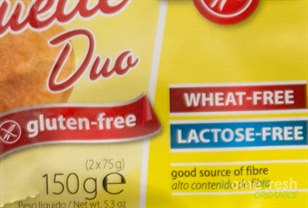 Duo
gluten-free
(2x75g)
150g℮
Peso líquido / Net wt. 5,3 oz
WHEAT-FREE
LACTOSE-FREE
good source of fibre
alto contenido de fibra